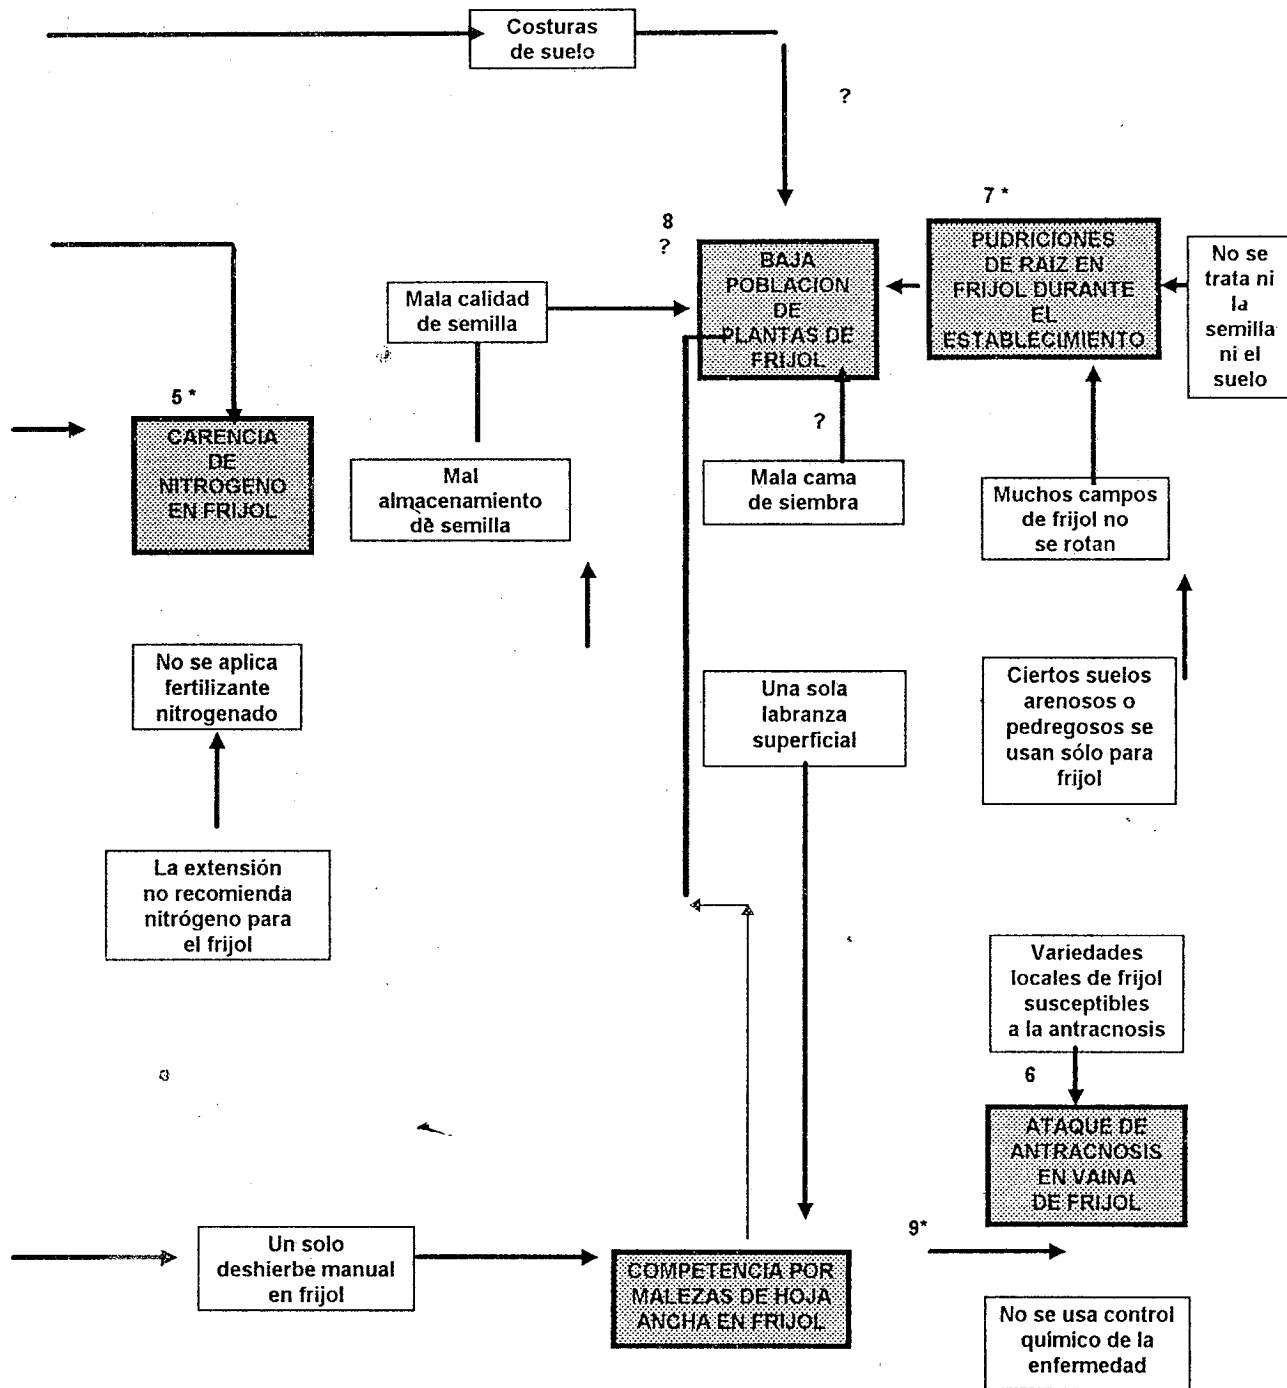 Costuras
de suelo
?
7 *
8
?
PUDRICIONES
DE RAIZ EN
FRIJOL DURANTE
EL
ESTABLECIMIENTO
No se
trata ni
la
semilla
ni el
suelo
BAJA
POBLACION
DE
PLANTAS DE
FRIJOL
Mala calidad
de semilla
5 *
CARENCIA
DE
NITROGENO
EN FRIJOL
?
Mal
almacenamiento
de semilla
Mala cama
de siembra
Muchos campos
de frijol no
se rotan
No se aplica
fertilizante
nitrogenado
Una sola
labranza
superficial
Ciertos suelos
arenosos o
pedregosos se
usan sólo para
frijol
La extensión
no recomienda
nitrógeno para
el frijol
Variedades
locales de frijol
susceptibles
a la antracnosis
6
ATAQUE DE
ANTRACNOSIS
EN VAINA
DE FRIJOL
9*
Un solo
deshierbe manual
en frijol
COMPETENCIA POR
MALEZAS DE HOJA
ANCHA EN FRIJOL
No se usa control
químico de la
enfermedad